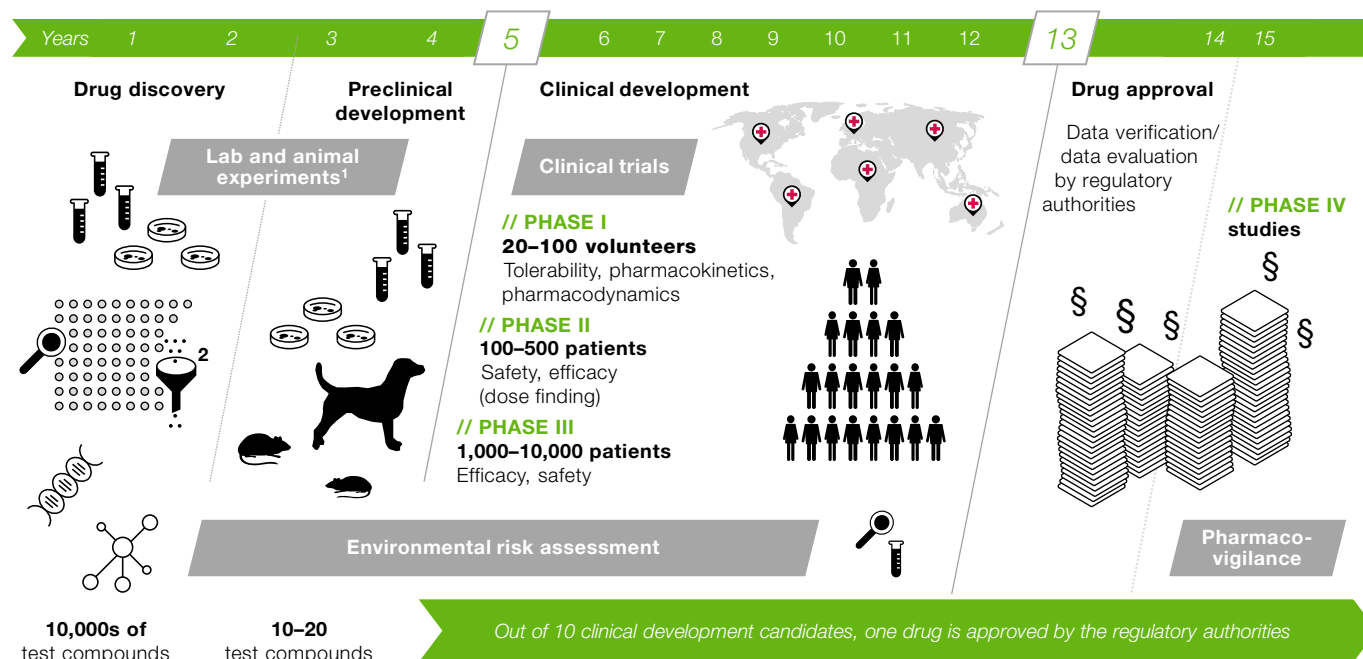 Years 1 2 3 4 5 6 7 8 9 10 11 12 13 14 15
Drug discovery
Preclinical
development
Clinical development
Drug approval
Lab and animal
experiments1
Clinical trials
Data verification/
data evaluation
by regulatory
authorities
// PHASE I
20–100 volunteers
Tolerability, pharmacokinetics,
pharmacodynamics
// PHASE II
100–500 patients
Safety, efficacy
(dose finding)
// PHASE III
1,000–10,000 patients
Efficacy, safety
// PHASE IV
studies
§
§
§
§
§
2
Environmental risk assessment
Pharmaco-
vigilance
10,000s of
test compounds
10–20
test compounds
Out of 10 clinical development candidates, one drug is approved by the regulatory authorities